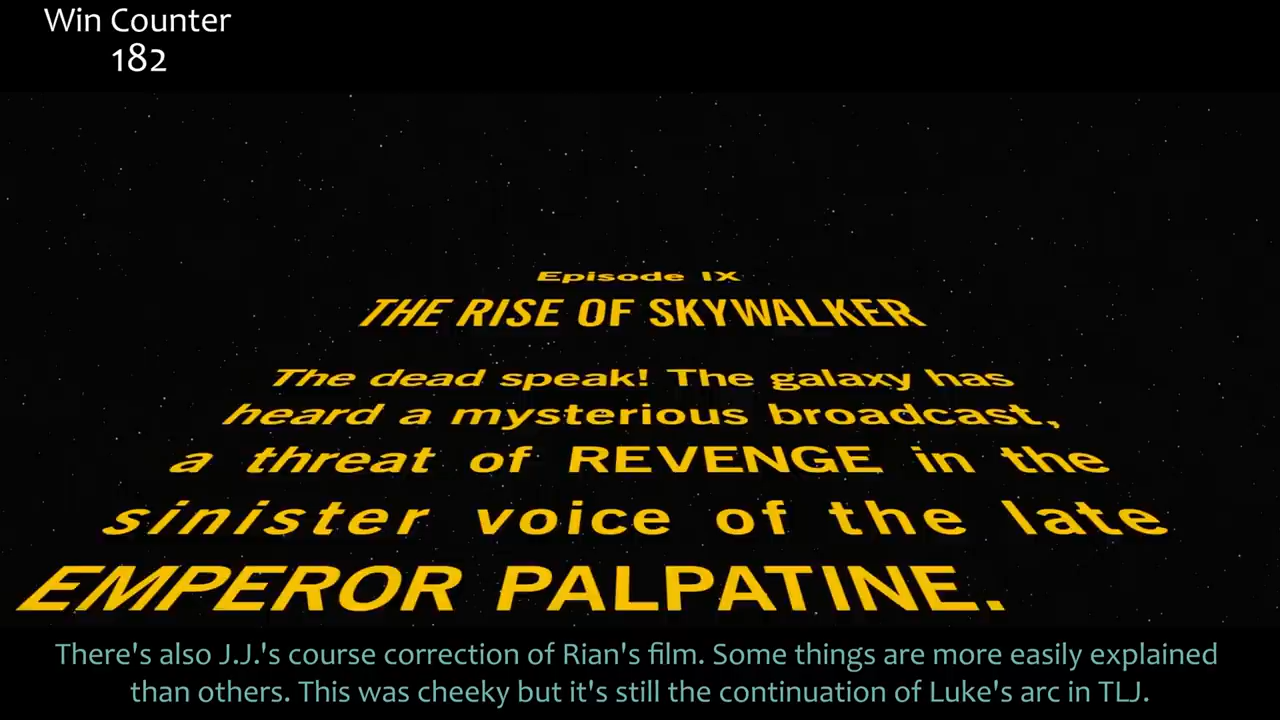 Win Counter
182
Episode IX
THE RISE OF SKYWALKER
The dead speak! The galaxy has
heard a mysterious broadcast,
a threat of REVENGE in the
sinister voice of the late
EMPEROR PALPATINE.
There's also J.J.'s course correction of Rian's film. Some things are more easily explained
than others. This was cheeky but it's still the continuation of Luke's arc in TLJ.